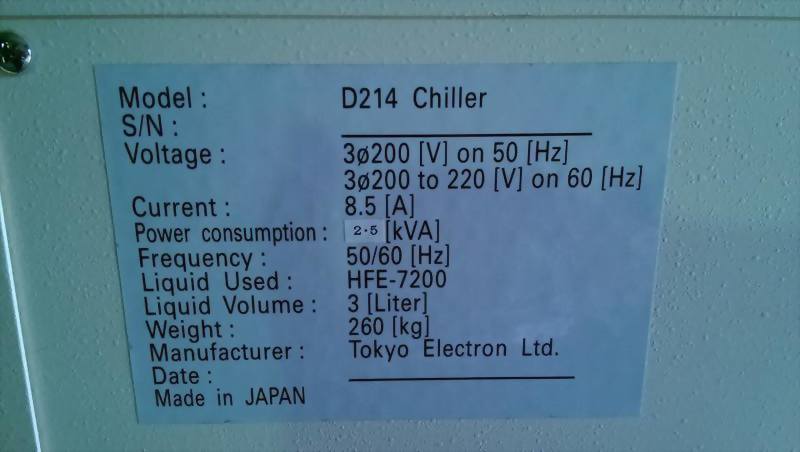 Model : D214 Chiller
S/N :
Voltage : 3ø200 [V] on 50 [Hz]
3ø200 to 220 [V] on 60 [Hz]
Current : 8.5 [A]
Power consumption : 2·5 [kVA]
Frequency : 50/60 [Hz]
Liquid Used : HFE-7200
Liquid Volume : 3 [Liter]
Weight : 260 [kg]
Manufacturer : Tokyo Electron Ltd.
Date :
Made in JAPAN